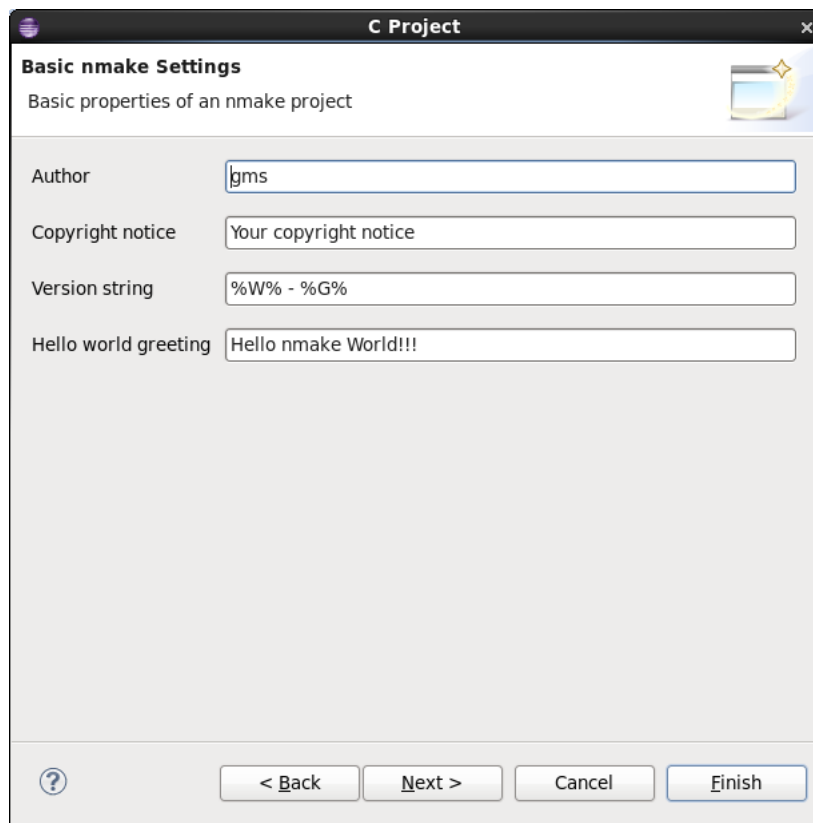 C Project
Basic nmake Settings
Basic properties of an nmake project
Author gms
Copyright notice Your copyright notice
Version string %W% - %G%
Hello world greeting Hello nmake World!!!
< Back Next > Cancel Finish